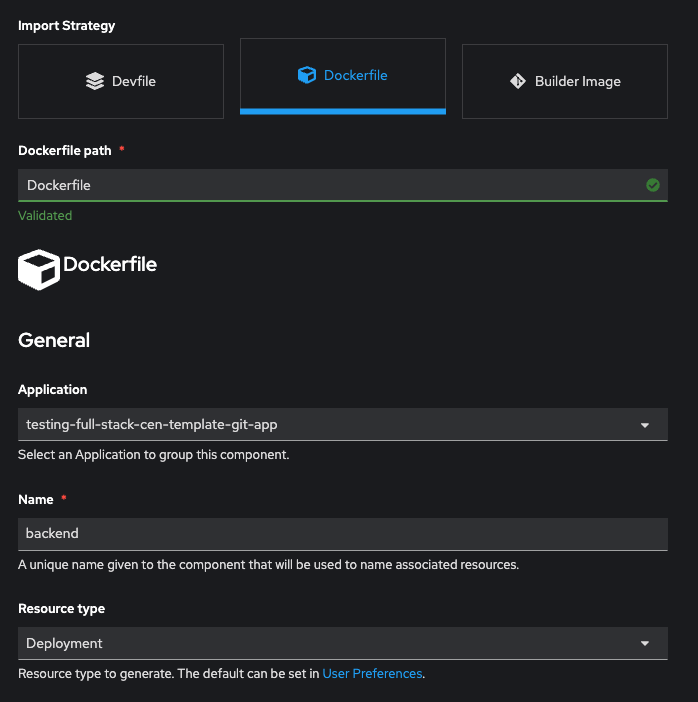 Import Strategy
Devfile
Dockerfile
Builder Image
Dockerfile path *
Dockerfile
Validated
Dockerfile
General
Application
testing-full-stack-cen-template-git-app
Select an Application to group this component.
Name *
backend
A unique name given to the component that will be used to name associated resources.
Resource type
Deployment
Resource type to generate. The default can be set in User Preferences.